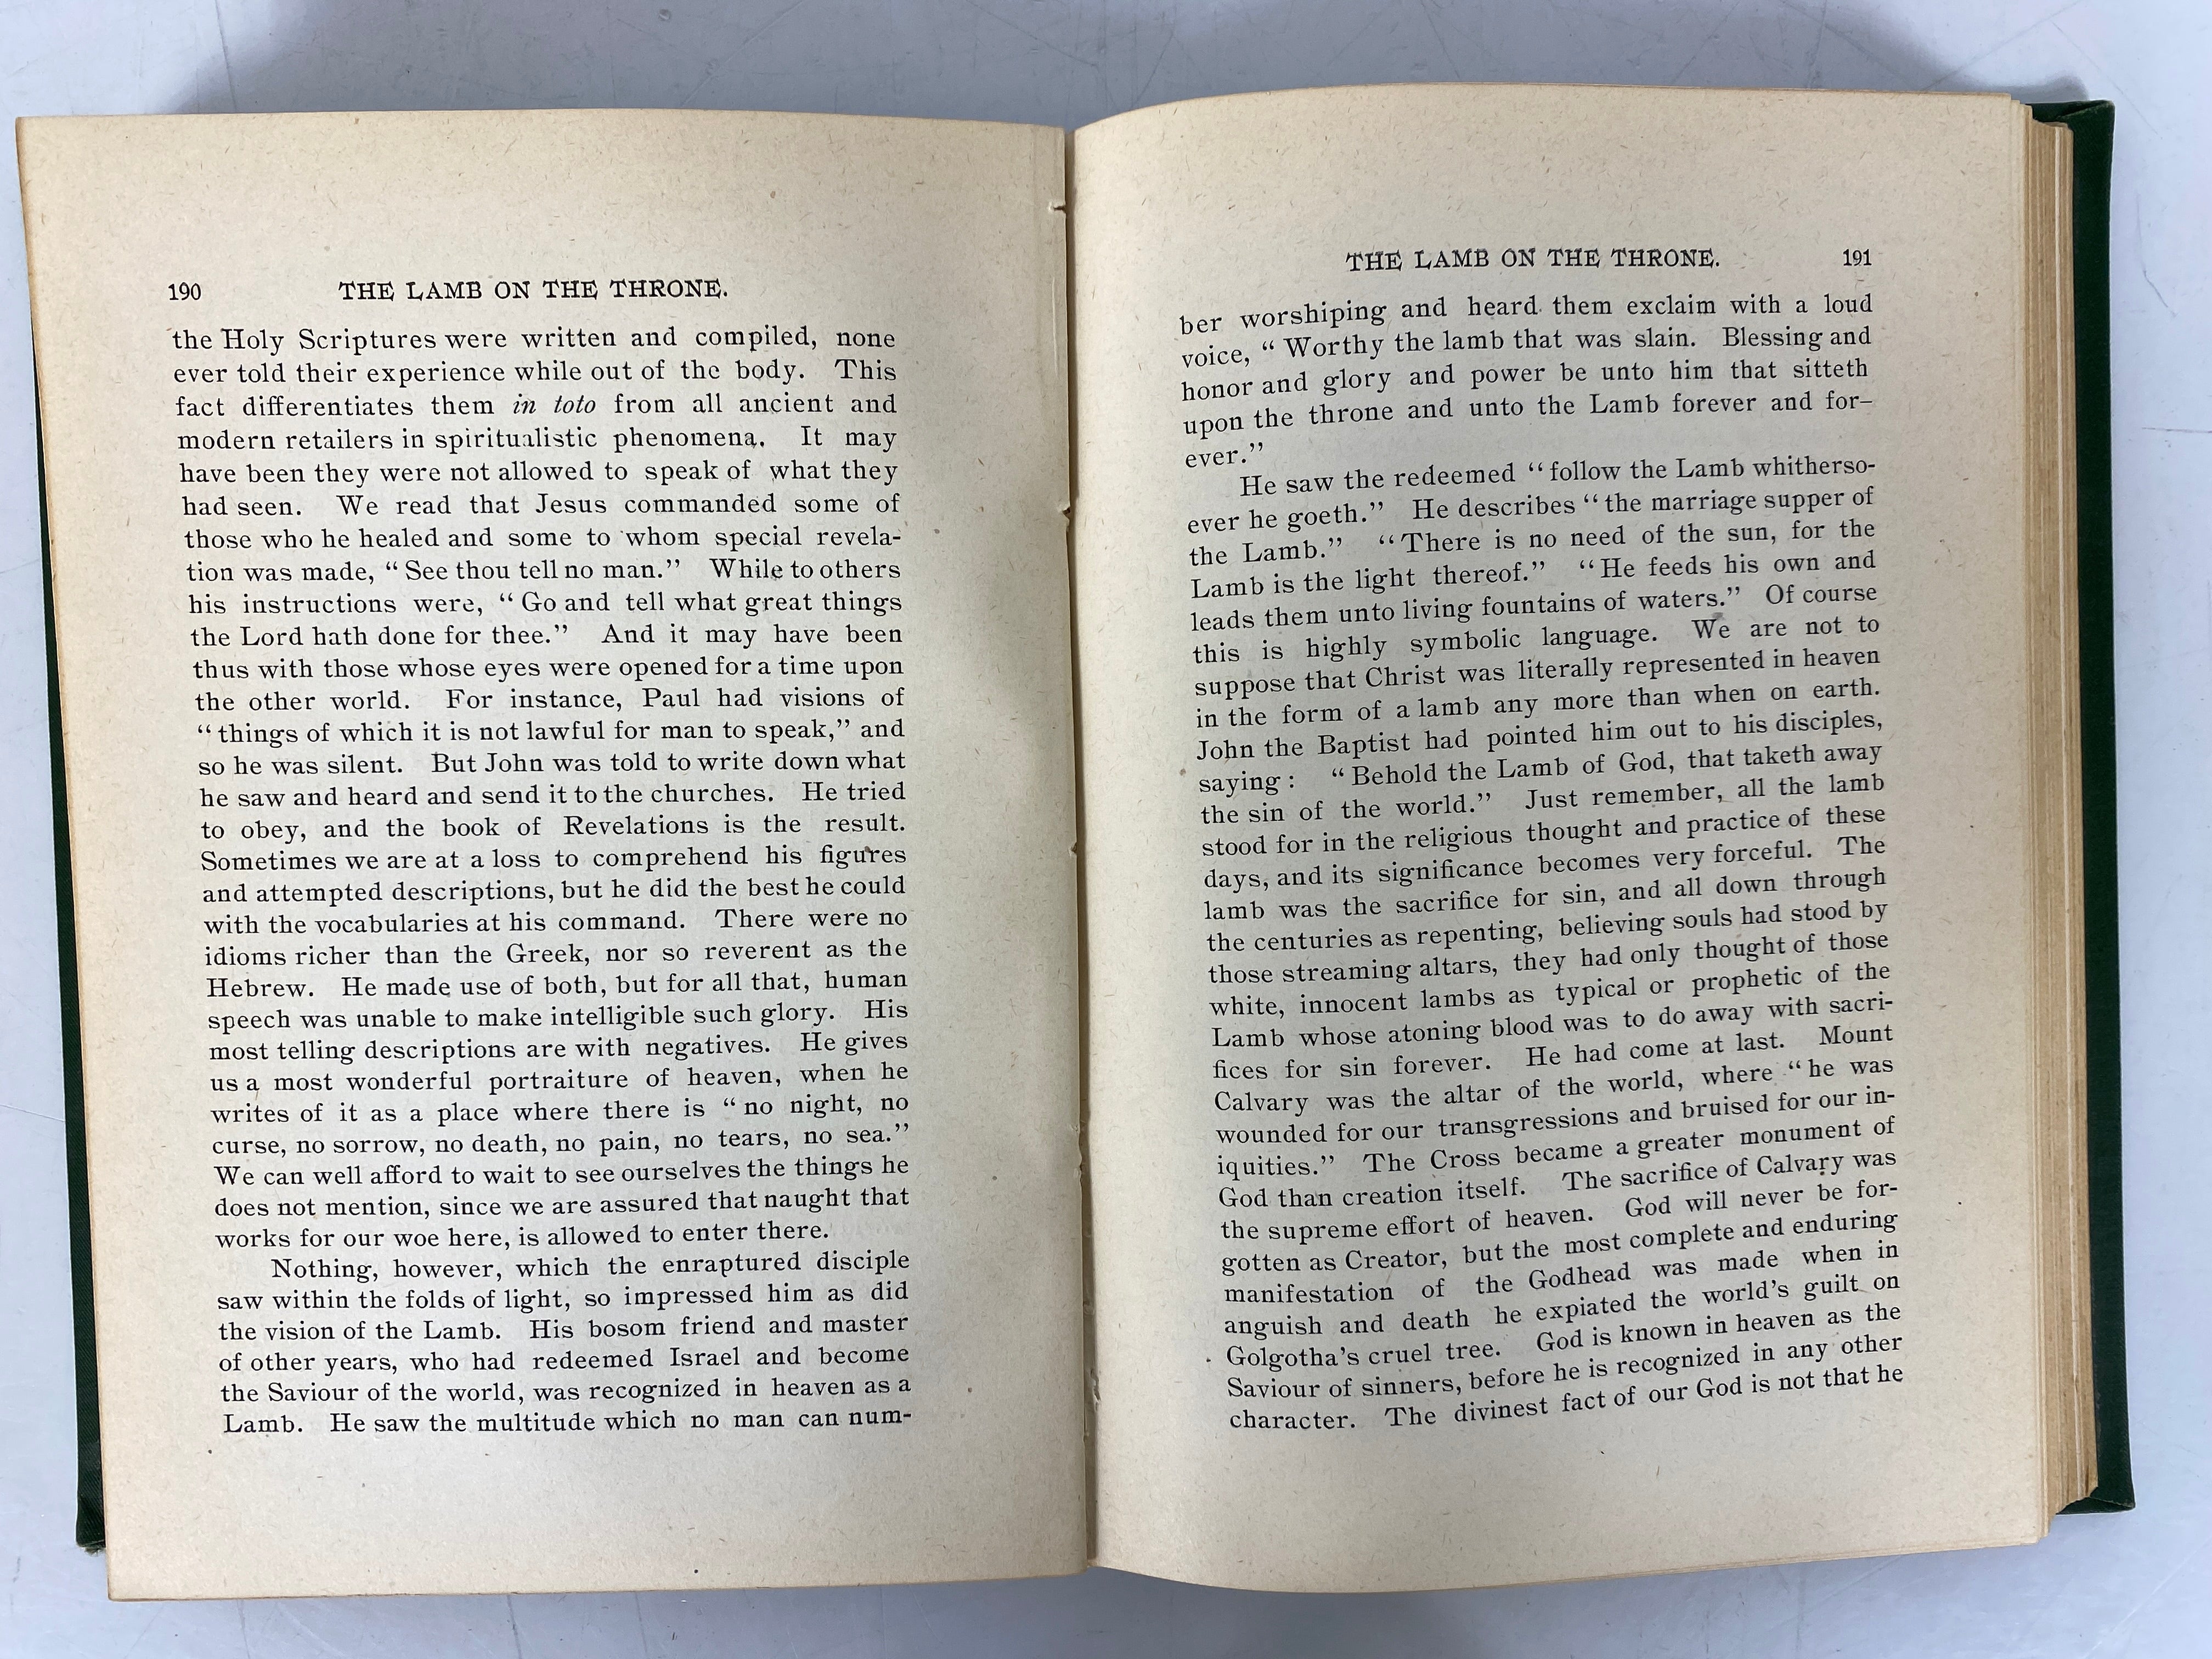 190 THE LAMB ON THE THRONE.
the Holy Scriptures were written and compiled, none
ever told their experience while out of the body. This
fact differentiates them in toto from all ancient and
modern retailers in spiritualistic phenomena. It may
have been they were not allowed to speak of what they
had seen. We read that Jesus commanded some of
those who he healed and some to whom special revela-
tion was made, “See thou tell no man.” While to others
his instructions were, “Go and tell what great things
the Lord hath done for thee.” And it may have been
thus with those whose eyes were opened for a time upon
the other world. For instance, Paul had visions of
“things of which it is not lawful for man to speak,” and
so he was silent. But John was told to write down what
he saw and heard and send it to the churches. He tried
to obey, and the book of Revelations is the result.
Sometimes we are at a loss to comprehend his figures
and attempted descriptions, but he did the best he could
with the vocabularies at his command. There were no
idioms richer than the Greek, nor so reverent as the
Hebrew. He made use of both, but for all that, human
speech was unable to make intelligible such glory. His
most telling descriptions are with negatives. He gives
us a most wonderful portraiture of heaven, when he
writes of it as a place where there is “no night, no
curse, no sorrow, no death, no pain, no tears, no sea.”
We can well afford to wait to see ourselves the things he
does not mention, since we are assured that naught that
works for our woe here, is allowed to enter there.
Nothing, however, which the enraptured disciple
saw within the folds of light, so impressed him as did
the vision of the Lamb. His bosom friend and master
of other years, who had redeemed Israel and become
the Saviour of the world, was recognized in heaven as a
Lamb. He saw the multitude which no man can num-
THE LAMB ON THE THRONE. 191
ber worshiping and heard them exclaim with a loud
voice, “Worthy the lamb that was slain. Blessing and
honor and glory and power be unto him that sitteth
upon the throne and unto the Lamb forever and for-
ever.”
He saw the redeemed “follow the Lamb whitherso-
ever he goeth.” He describes “the marriage supper of
the Lamb.” “There is no need of the sun, for the
Lamb is the light thereof.” “He feeds his own and
leads them unto living fountains of waters.” Of course
this is highly symbolic language. We are not to
suppose that Christ was literally represented in heaven
in the form of a lamb any more than when on earth.
John the Baptist had pointed him out to his disciples,
saying: “Behold the Lamb of God, that taketh away
the sin of the world.” Just remember, all the lamb
stood for in the religious thought and practice of these
days, and its significance becomes very forceful. The
lamb was the sacrifice for sin, and all down through
the centuries as repenting, believing souls had stood by
those streaming altars, they had only thought of those
white, innocent lambs as typical or prophetic of the
Lamb whose atoning blood was to do away with sacri-
fices for sin forever. He had come at last. Mount
Calvary was the altar of the world, where “he was
wounded for our transgressions and bruised for our in-
iquities.” The Cross became a greater monument of
God than creation itself. The sacrifice of Calvary was
the supreme effort of heaven. God will never be for-
gotten as Creator, but the most complete and enduring
manifestation of the Godhead was made when in
anguish and death he expiated the world's guilt on
Golgotha's cruel tree. God is known in heaven as the
Saviour of sinners, before he is recognized in any other
character. The divinest fact of our God is not that he